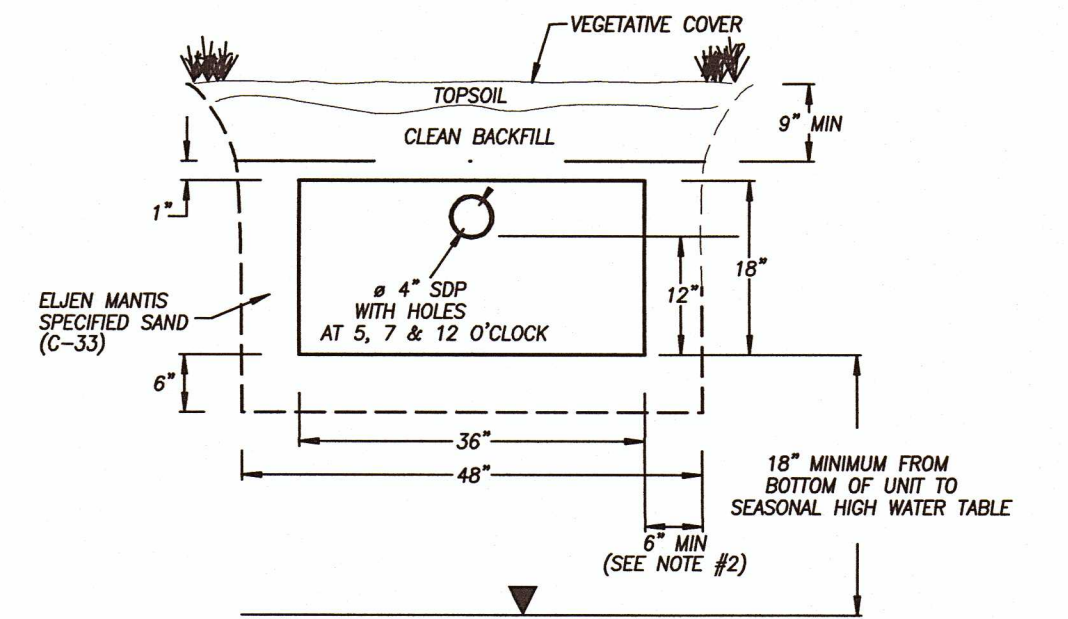 VEGETATIVE COVER
TOPSOIL
9" MIN
CLEAN BACKFILL
1"
ø 4" SDP
WITH HOLES
AT 5, 7 & 12 O'CLOCK
12"
18"
ELJEN MANTIS
SPECIFIED SAND
(C-33)
6"
36"
48"
18" MINIMUM FROM
BOTTOM OF UNIT TO
SEASONAL HIGH WATER TABLE
6" MIN
(SEE NOTE #2)